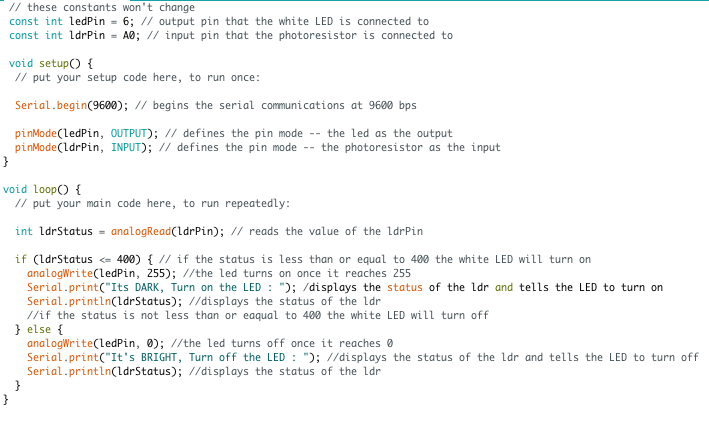 // these constants won't change
const int ledPin = 6; // output pin that the white LED is connected to
const int ldrPin = A0; // input pin that the photoresistor is connected to
void setup() {
// put your setup code here, to run once:
Serial.begin(9600); // begins the serial communications at 9600 bps
pinMode(ledPin, OUTPUT); // defines the pin mode -- the led as the output
pinMode(ldrPin, INPUT); // defines the pin mode -- the photoresistor as the input
}
void loop() {
// put your main code here, to run repeatedly:
int ldrStatus = analogRead(ldrPin); // reads the value of the ldrPin
if (ldrStatus <= 400) { // if the status is less than or equal to 400 the white LED will turn on
analogWrite(ledPin, 255); //the led turns on once it reaches 255
Serial.print("Its DARK, Turn on the LED : "); /displays the status of the ldr and tells the LED to turn on
Serial.println(ldrStatus); //displays the status of the ldr
//if the status is not less than or eaqual to 400 the white LED will turn off
} else {
analogWrite(ledPin, 0); //the led turns off once it reaches 0
Serial.print("It's BRIGHT, Turn off the LED : "); //displays the status of the ldr and tells the LED to turn off
Serial.println(ldrStatus); //displays the status of the ldr
}
}